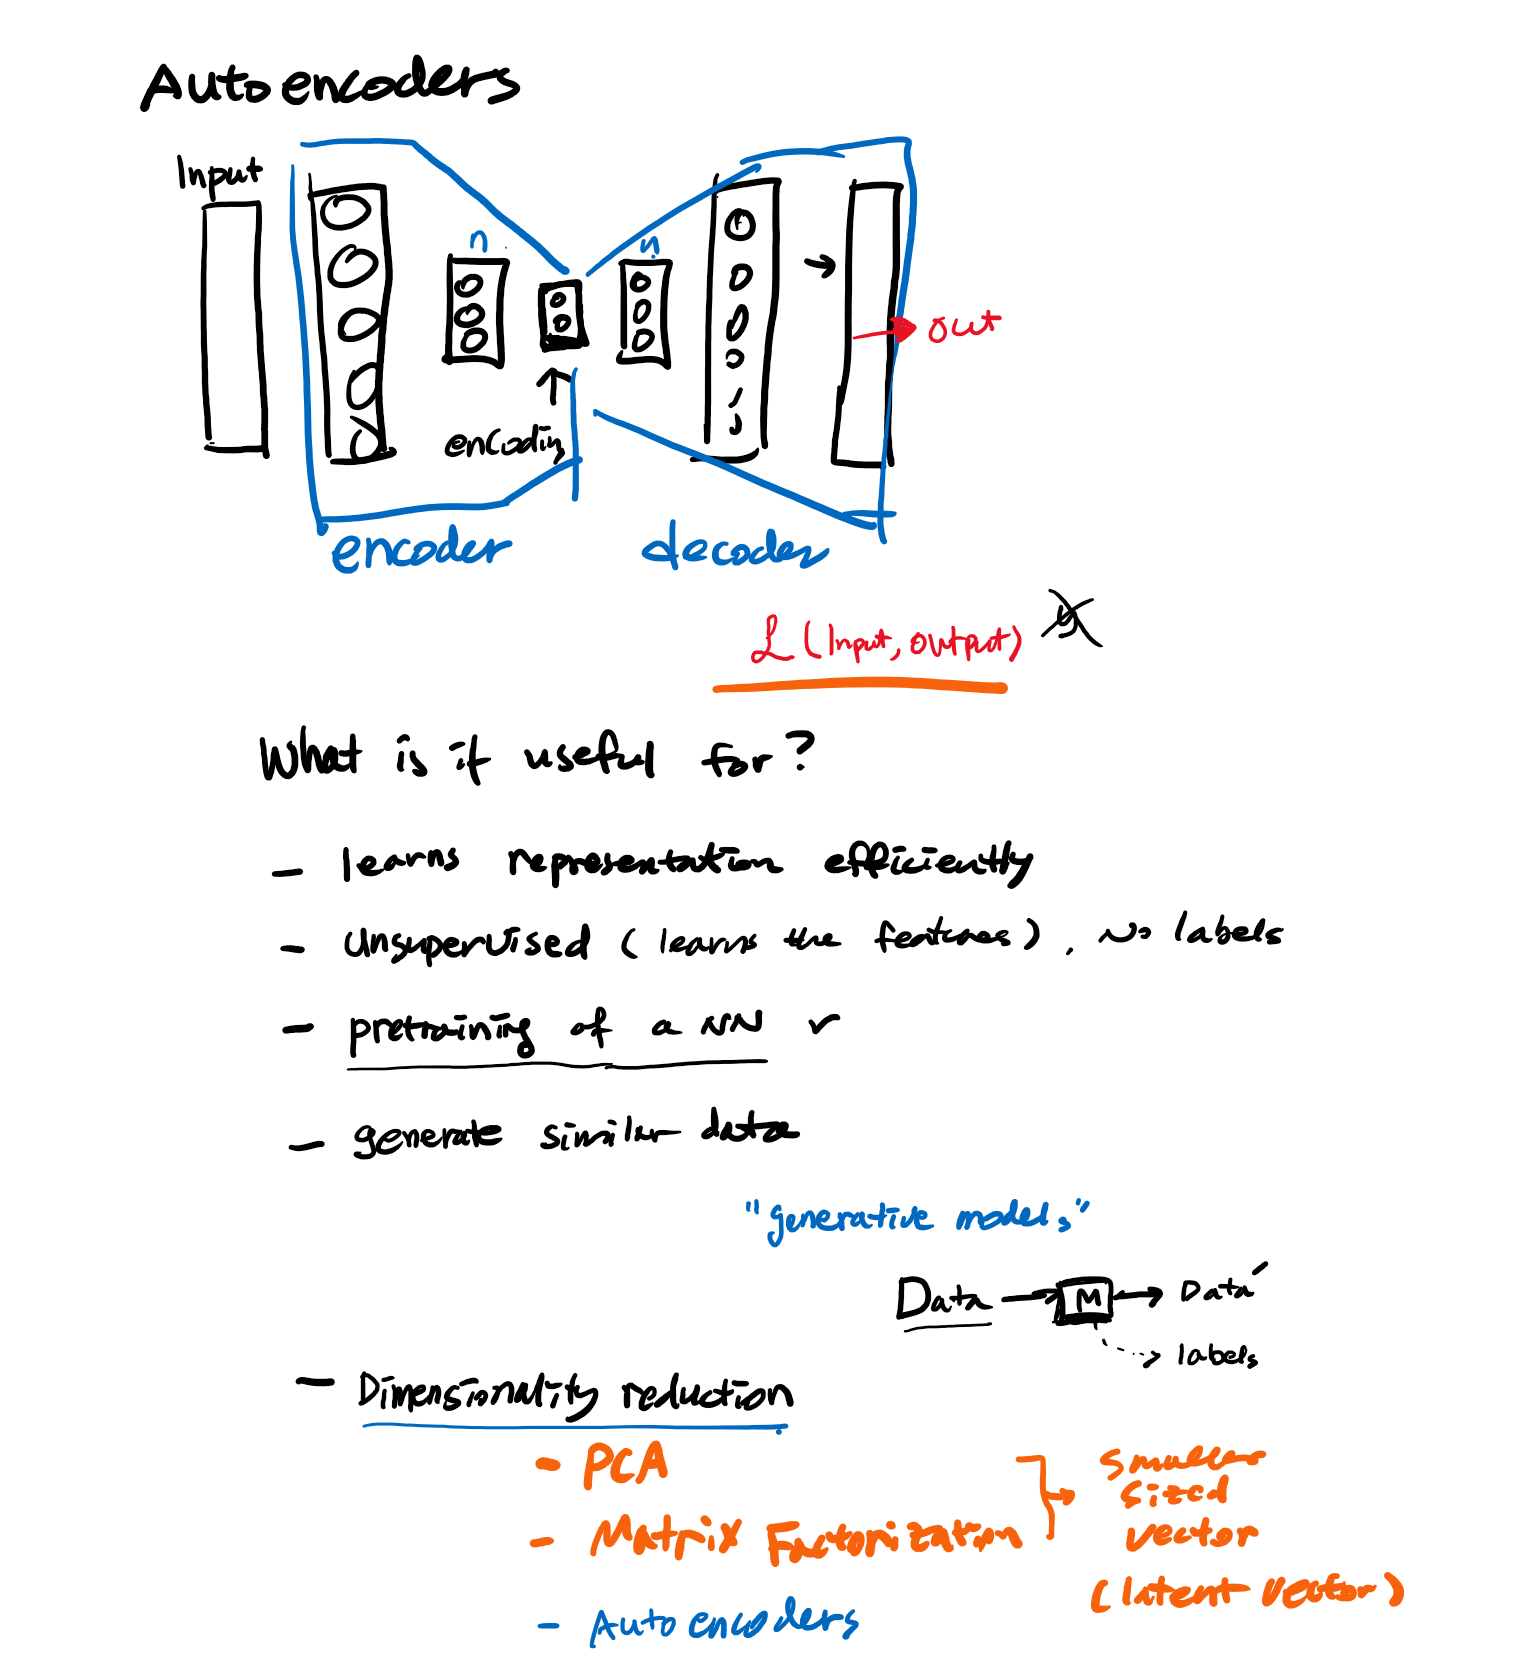 Autoencoders
Input
n
n
out
encoding
encoder
decoder
L (Input, output) y
What is it useful for?
- learns representation efficiently
- Unsupervised (learns the features), No labels
- pretraining of a NN ✓
- generate similar data
"generative models"
Data → M → Data'
labels
- Dimensionality reduction
- PCA
- Matrix Factorization
smaller
sized
vector
(latent vector)
- Autoencoders